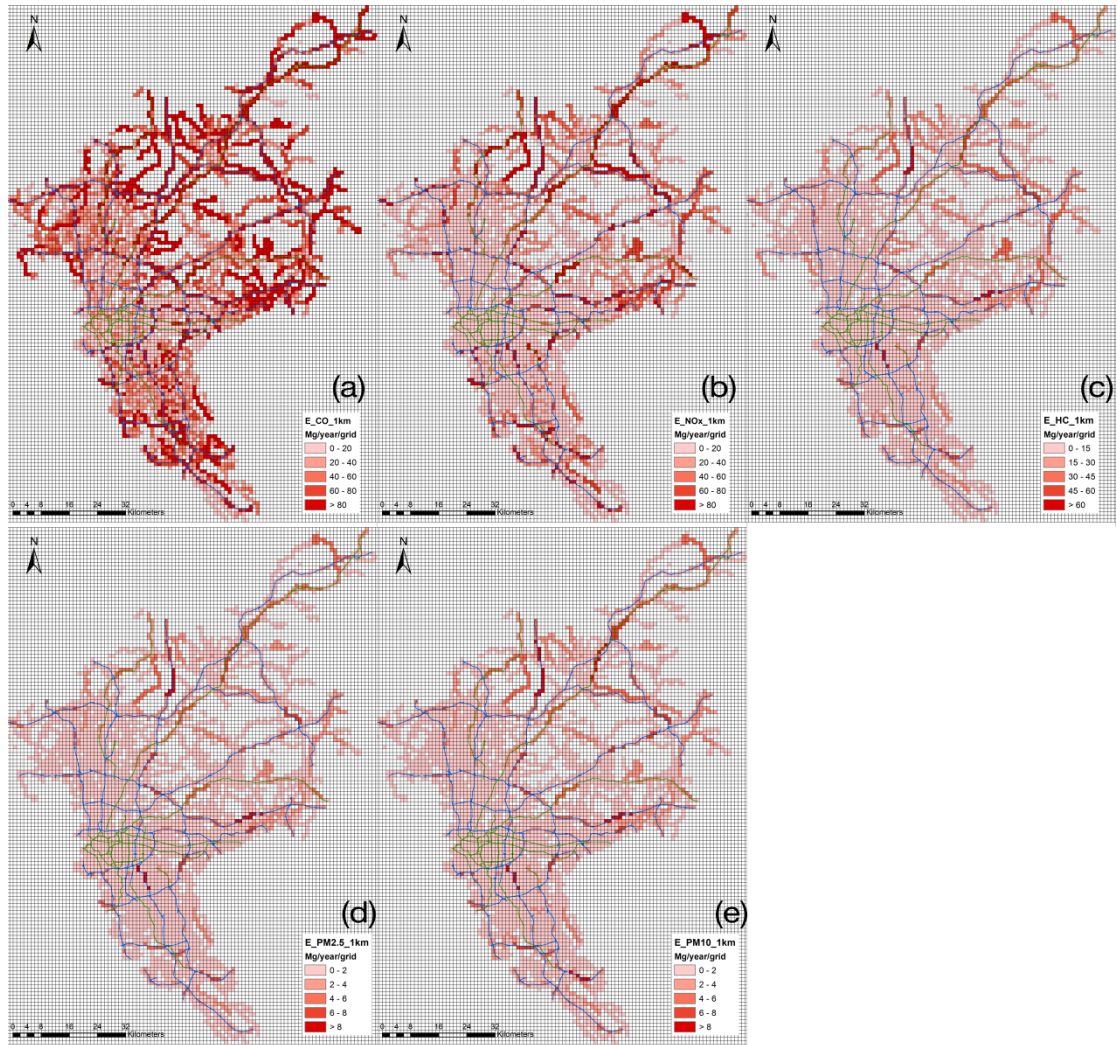 N
(a)
E_CO_1km
Mg/year/grid
0 - 20
20 - 40
40 - 60
60 - 80
> 80
0 4 8 16 24 32
Kilometers
N
(b)
E_NOx_1km
Mg/year/grid
0 - 20
20 - 40
40 - 60
60 - 80
> 80
0 4 8 16 24 32
Kilometers
N
(c)
E_HC_1km
Mg/year/grid
0 - 15
15 - 30
30 - 45
45 - 60
> 60
0 4 8 16 24 32
Kilometers
N
(d)
E_PM2.5_1km
Mg/year/grid
0 - 2
2 - 4
4 - 6
6 - 8
> 8
0 4 8 16 24 32
Kilometers
N
(e)
E_PM10_1km
Mg/year/grid
0 - 2
2 - 4
4 - 6
6 - 8
> 8
0 4 8 16 24 32
Kilometers